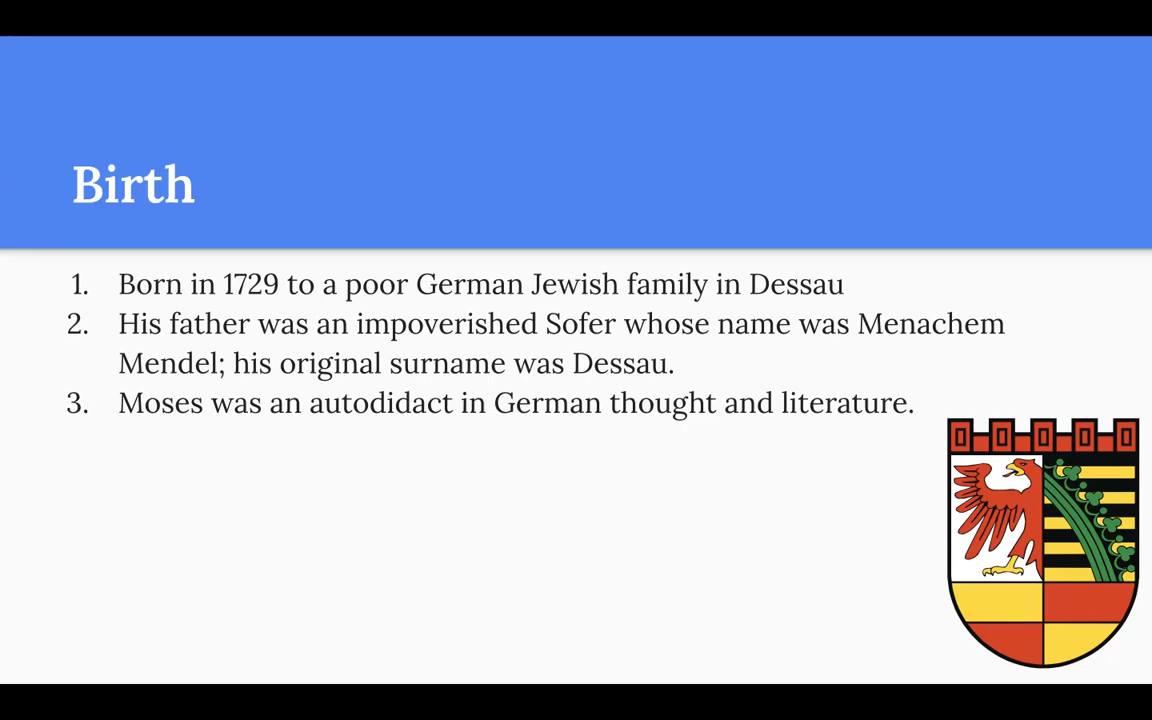 Birth
1. Born in 1729 to a poor German Jewish family in Dessau
2. His father was an impoverished Sofer whose name was Menachem
Mendel; his original surname was Dessau.
3. Moses was an autodidact in German thought and literature.